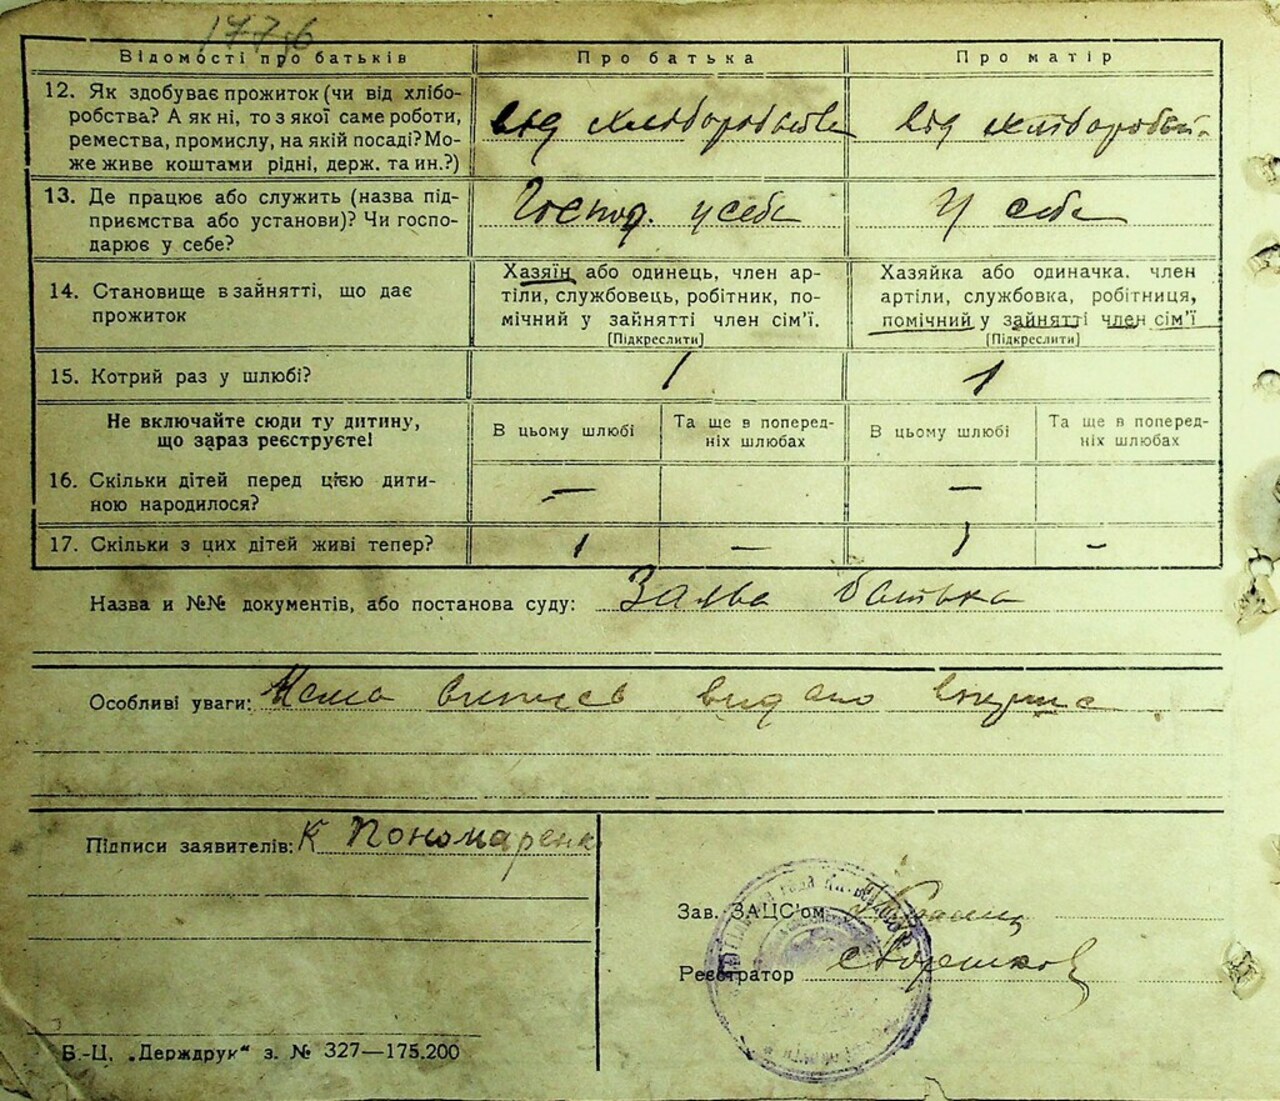 177
Відомості про батьків Про батька Про матір
12. Як здобуває прожиток (чи від хлібо-
робства? А як ні, то з якої саме роботи,
ремества, промислу, на якій посаді? Мо-
же живе коштами рідні, держ. та ин.?)
від хліборобства від хліборобст.
13. Де працює або служить (назва під-
приємства або установи)? Чи госпо-
дарює у себе?
Господ. у себе У себе
14. Становище в зайнятті, що дає
прожиток
Хазяїн або одинець, член ар-
тіли, службовець, робітник, по-
мічний у зайнятті член сім'ї.
[Підкреслити]
Хазяйка або одиначка. член
артіли, службовка, робітниця,
помічний у зайнятті член сім'ї
[Підкреслити]
15. Котрий раз у шлюбі? 1 1
Не включайте сюди ту дитину,
що зараз реєструєте!
В цьому шлюбі
Та ще в поперед-
ніх шлюбах
В цьому шлюбі
Та ще в поперед-
ніх шлюбах
16. Скільки дітей перед цією дити-
ною народилося? — —
17. Скільки з цих дітей живі тепер? 1 — 1 -
Назва и №№ документів, або постанова суду: Заява батька
Особливі уваги: видано
Підписи заявителів: К Пономаренк
Зав. ЗАЦС'ом
Реєстратор
Б.-Ц. „Держдрук“ з. № 327—175.200